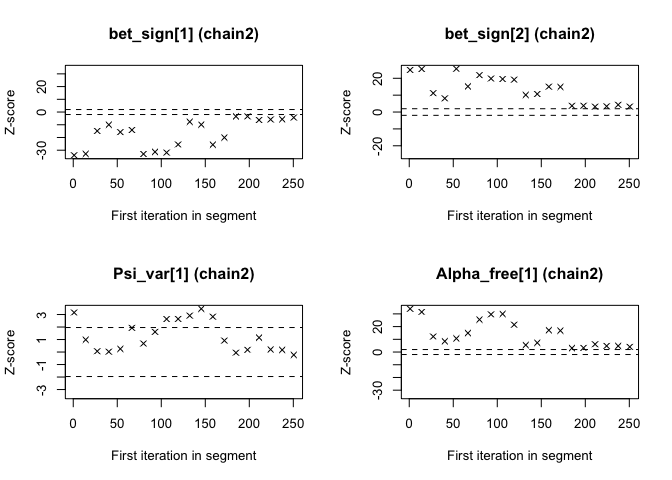 bet_sign[1] (chain2)
Z-score
20
0
-30
0 50 100 150 200 250
First iteration in segment
bet_sign[2] (chain2)
Z-score
20
0
-20
0 50 100 150 200 250
First iteration in segment
Psi_var[1] (chain2)
Z-score
3
1
-1
-3
0 50 100 150 200 250
First iteration in segment
Alpha_free[1] (chain2)
Z-score
20
0
-30
0 50 100 150 200 250
First iteration in segment